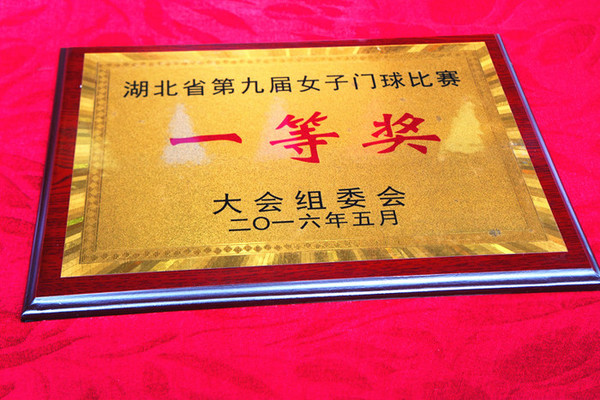 湖北省第九届女子门球比赛
一等奖
大会组委会
二〇一六年五月